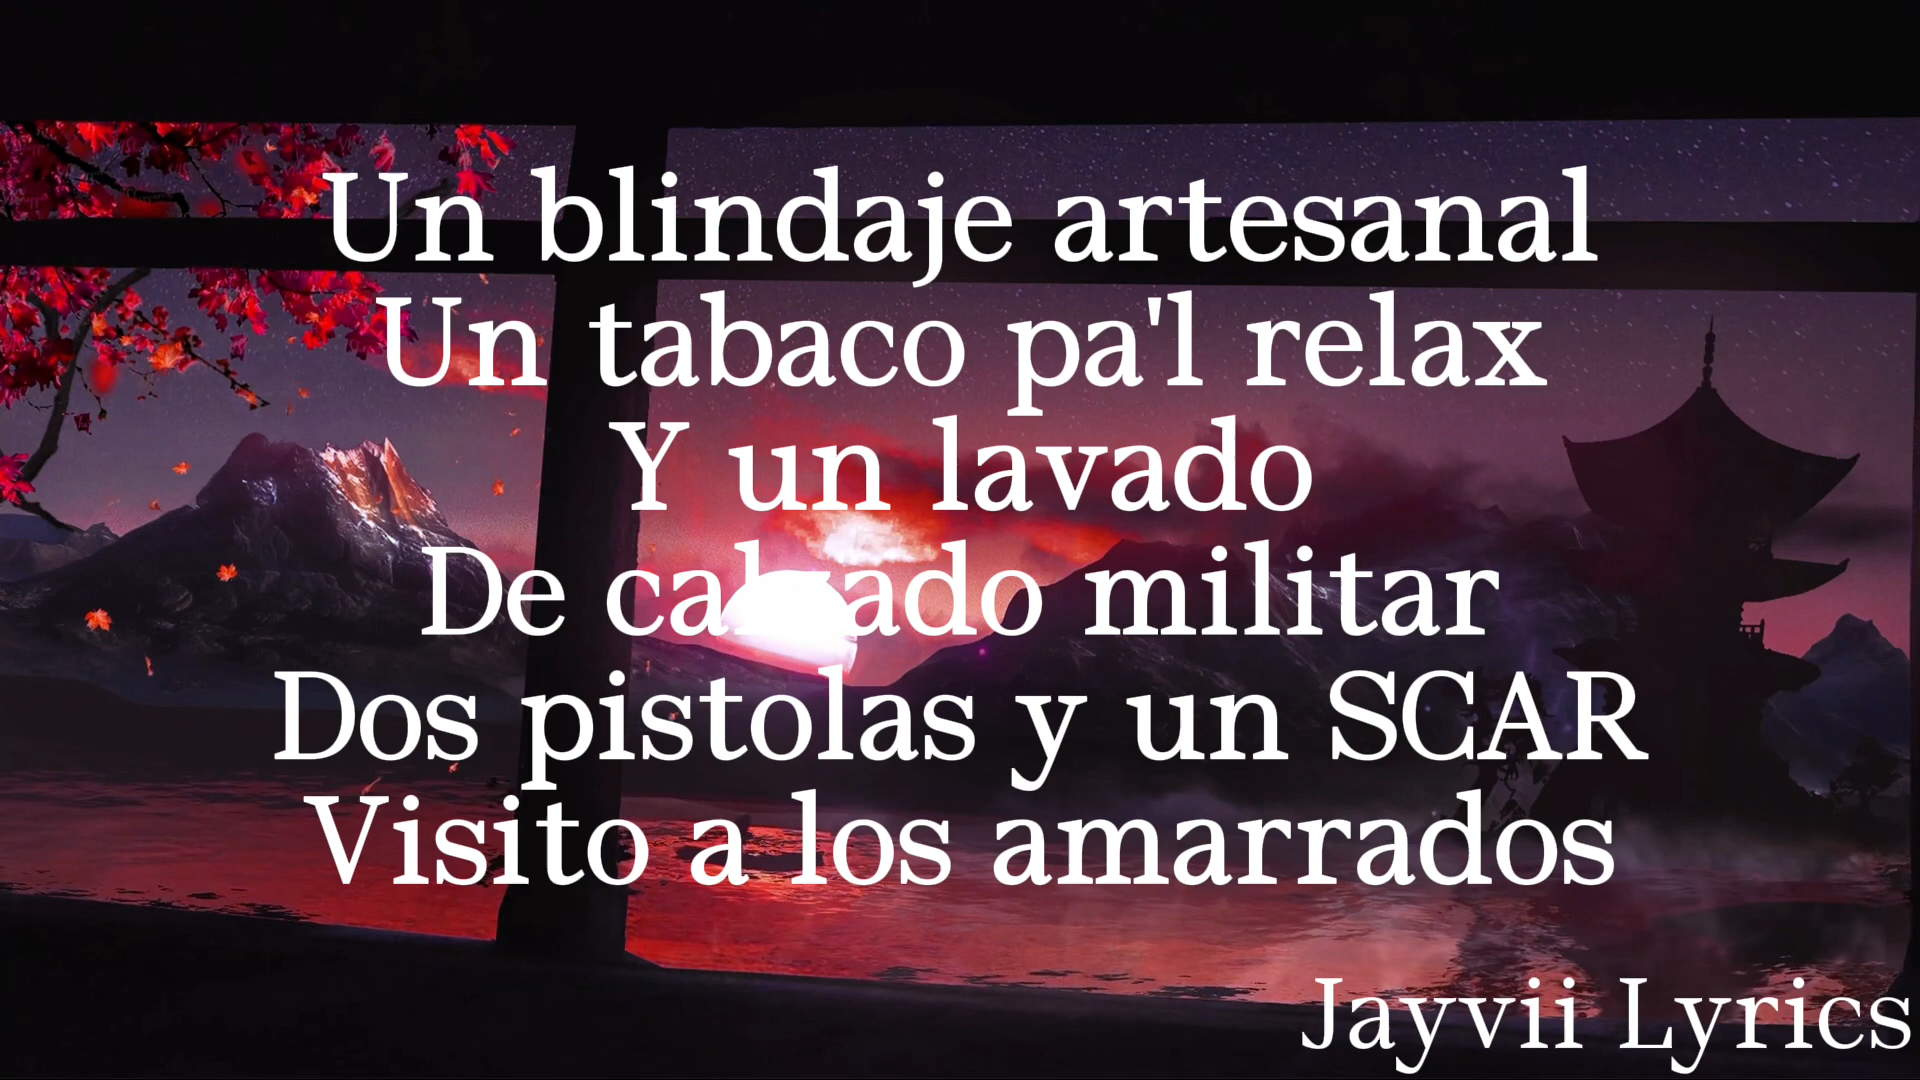 Un blindaje artesanal
Un tabaco pa'l relax
Y un lavado
De calzado militar
Dos pistolas y un SCAR
Visito a los amarrados
Jayvii Lyrics